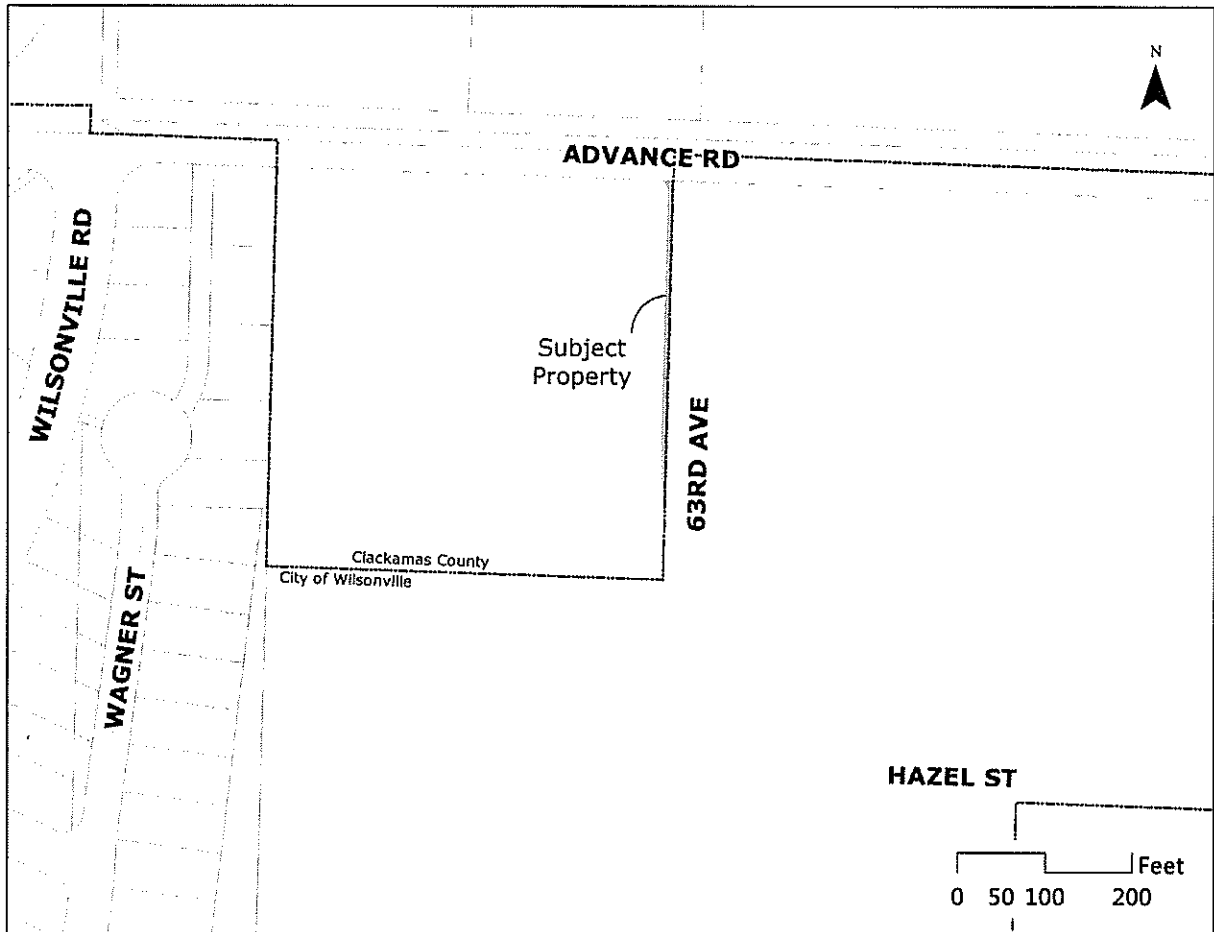 N
ADVANCE RD
WILSONVILLE RD
Subject
Property
63RD AVE
Clackamas County
City of Wilsonville
WAGNER ST
HAZEL ST
Feet
0 50 100 200